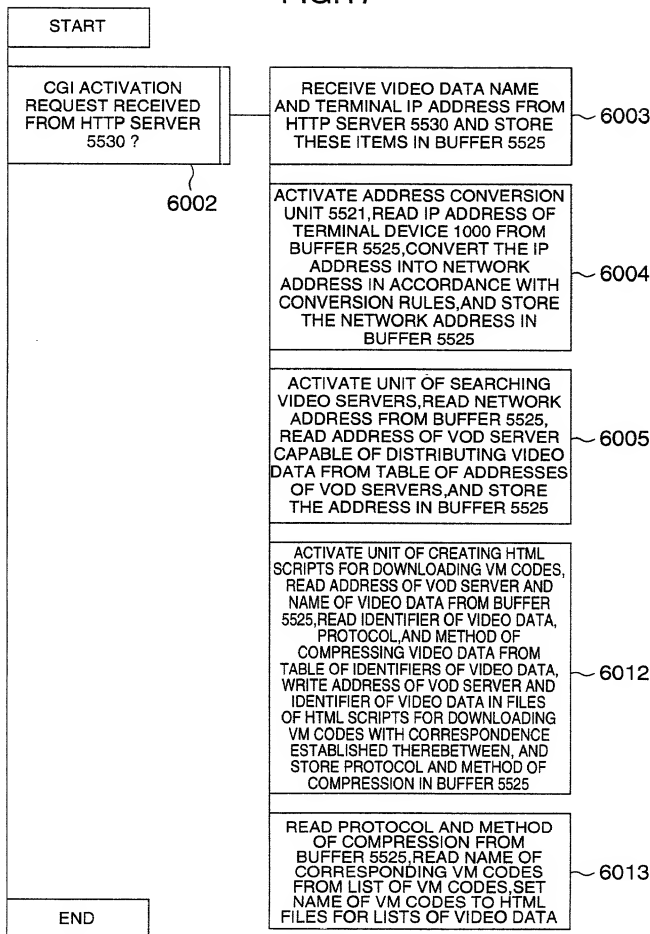 START
CGI ACTIVATION
REQUEST RECEIVED
FROM HTTP SERVER
5530 ?
6002
RECEIVE VIDEO DATA NAME
AND TERMINAL IP ADDRESS FROM
HTTP SERVER 5530 AND STORE
THESE ITEMS IN BUFFER 5525
6003
ACTIVATE ADDRESS CONVERSION
UNIT 5521,READ IP ADDRESS OF
TERMINAL DEVICE 1000 FROM
BUFFER 5525,CONVERT THE IP
ADDRESS INTO NETWORK
ADDRESS IN ACCORDANCE WITH
CONVERSION RULES,AND STORE
THE NETWORK ADDRESS IN
BUFFER 5525
6004
ACTIVATE UNIT OF SEARCHING
VIDEO SERVERS,READ NETWORK
ADDRESS FROM BUFFER 5525,
READ ADDRESS OF VOD SERVER
CAPABLE OF DISTRIBUTING VIDEO
DATA FROM TABLE OF ADDRESSES
OF VOD SERVERS,AND STORE
THE ADDRESS IN BUFFER 5525
6005
ACTIVATE UNIT OF CREATING HTML
SCRIPTS FOR DOWNLOADING VM CODES,
READ ADDRESS OF VOD SERVER AND
NAME OF VIDEO DATA FROM BUFFER
5525,READ IDENTIFIER OF VIDEO DATA,
PROTOCOL,AND METHOD OF
COMPRESSING VIDEO DATA FROM
TABLE OF IDENTIFIERS OF VIDEO DATA,
WRITE ADDRESS OF VOD SERVER AND
IDENTIFIER OF VIDEO DATA IN FILES
OF HTML SCRIPTS FOR DOWNLOADING
VM CODES WITH CORRESPONDENCE
ESTABLISHED THEREBETWEEN, AND
STORE PROTOCOL AND METHOD OF
COMPRESSION IN BUFFER 5525
6012
READ PROTOCOL AND METHOD
OF COMPRESSION FROM
BUFFER 5525,READ NAME OF
CORRESPONDING VM CODES
FROM LIST OF VM CODES,SET
NAME OF VM CODES TO HTML
FILES FOR LISTS OF VIDEO DATA
6013
END